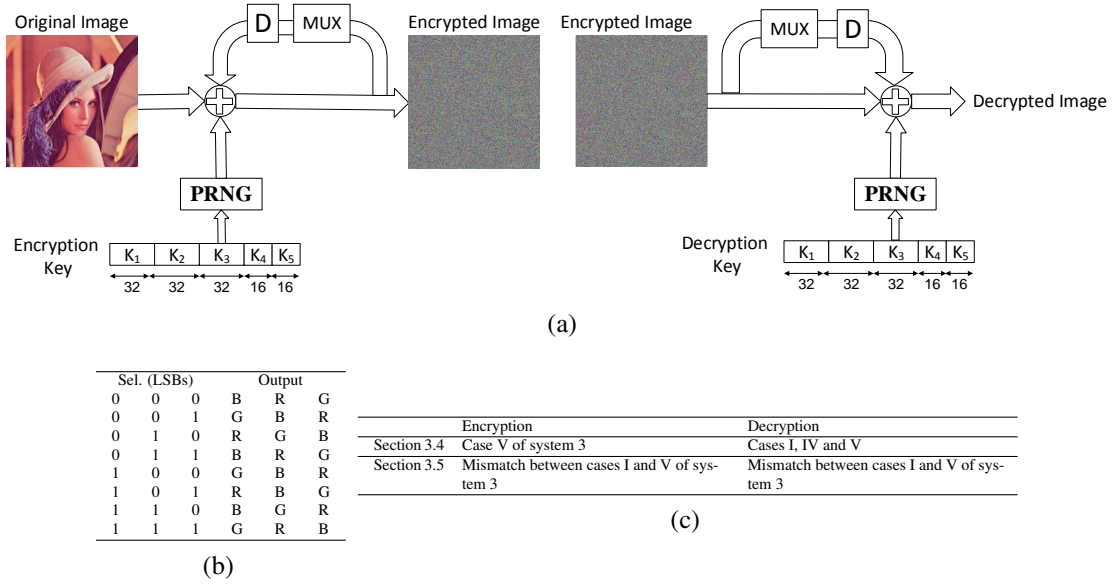 Original Image
D
MUX
Encrypted Image
Encrypted Image
MUX
D
Decrypted Image
PRNG
PRNG
Encryption Key
K1 K2 K3 K4 K5
32 32 32 16 16
Decryption Key
K1 K2 K3 K4 K5
32 32 32 16 16
(a)
Sel. (LSBs) Output
0 0 0 B R G
0 0 1 G B R
0 1 0 R G B
0 1 1 B R G
1 0 0 G B R
1 0 1 R B G
1 1 0 B G R
1 1 1 G R B
(b)
Encryption Decryption
Section 3.4 Case V of system 3 Cases I, IV and V
Section 3.5 Mismatch between cases I and V of sys- Mismatch between cases I and V of system
tem 3 3
(c)